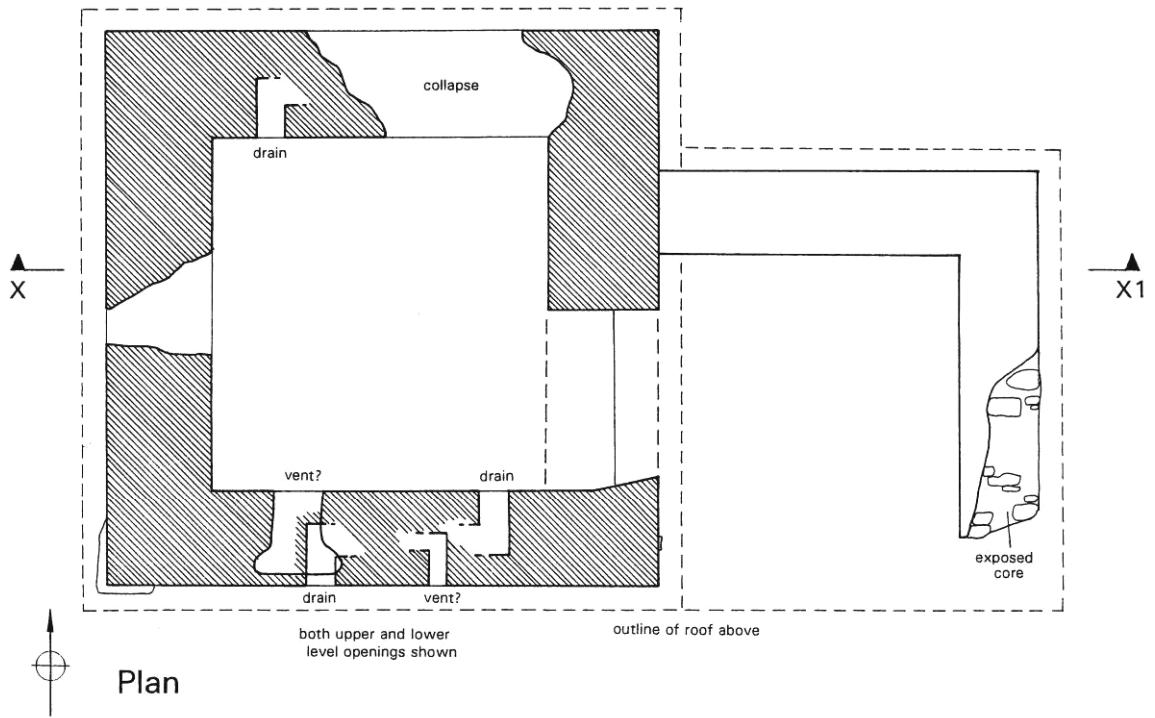 collapse
drain
X
X1
vent?
drain
exposed
core
drain
vent?
both upper and lower
level openings shown
outline of roof above
Plan